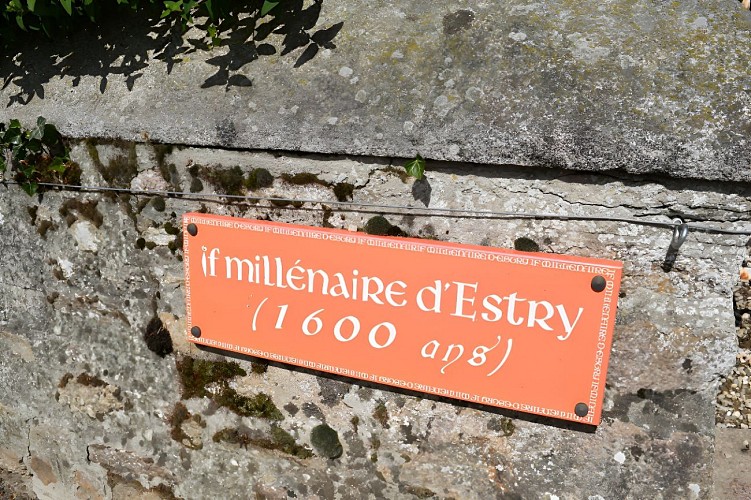 if millénaire d'Estry
(1600 ans)